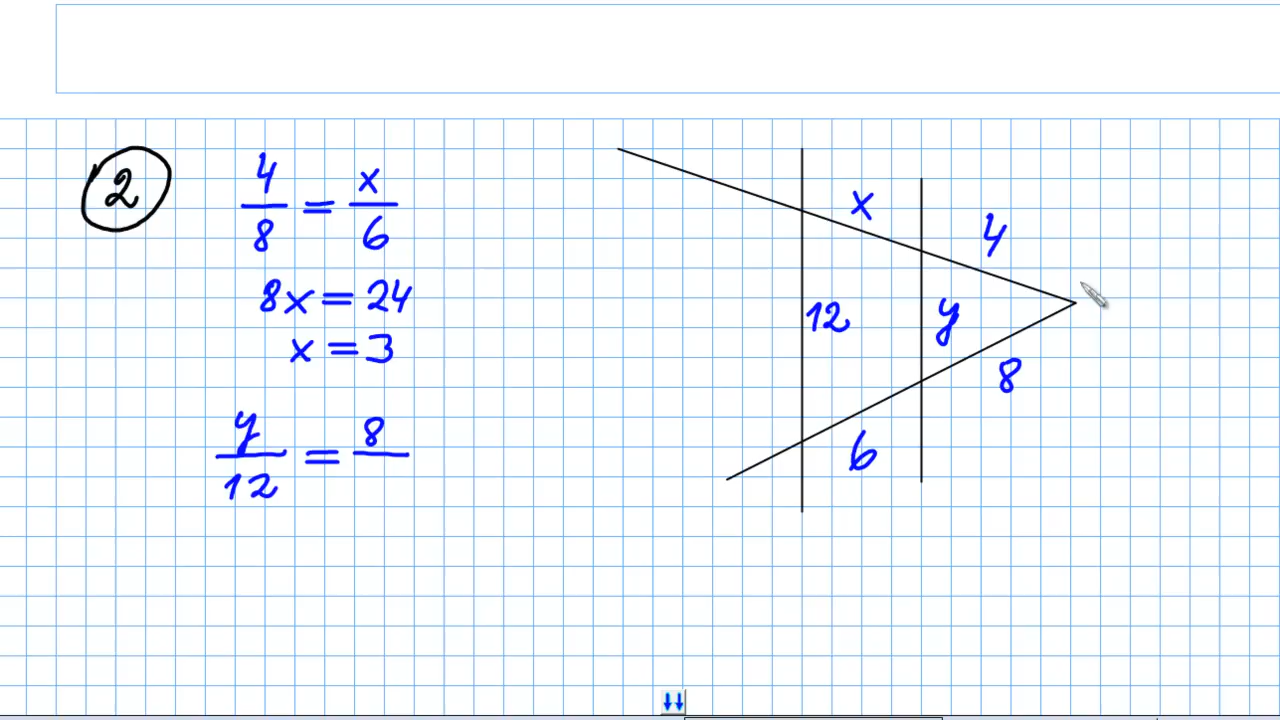 2
4/8 = x/6
8x = 24
x = 3
y/12 = 8/
x
4
12
y
8
6